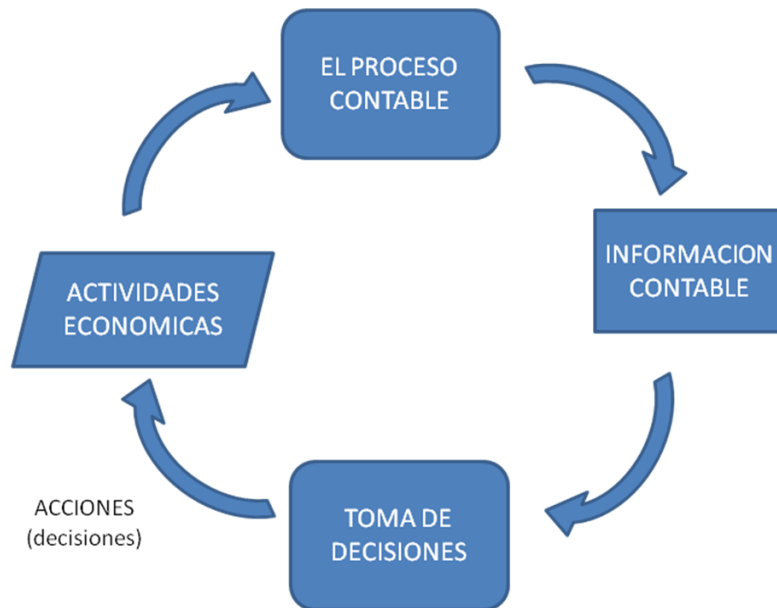 EL PROCESO
CONTABLE
INFORMACION
CONTABLE
TOMA DE
DECISIONES
ACCIONES
(decisiones)
ACTIVIDADES
ECONOMICAS